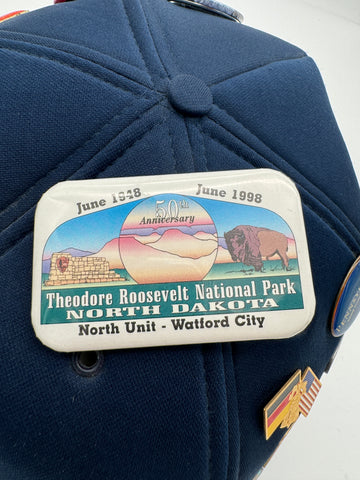 June 1948 June 1998
50th
Anniversary
Theodore Roosevelt National Park
NORTH DAKOTA
North Unit - Watford City